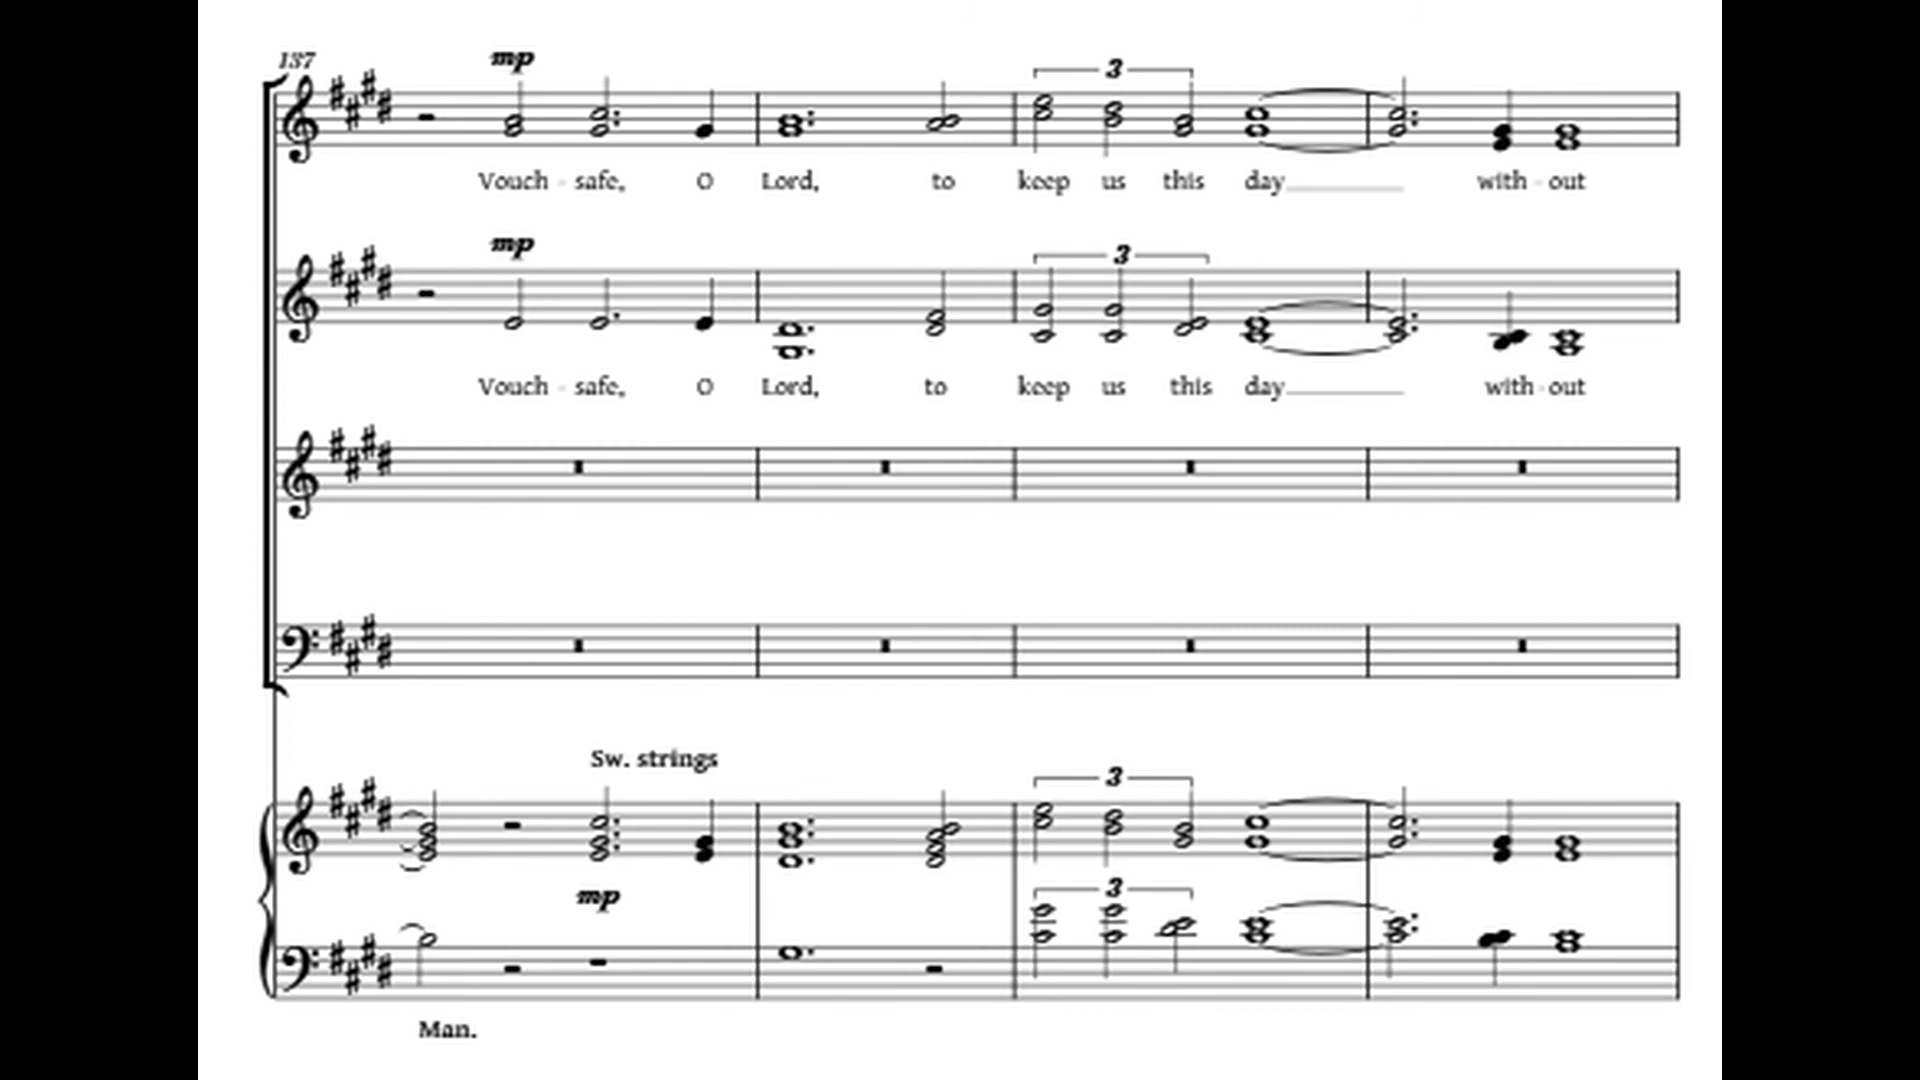 137
mp
3
Vouch - safe, O Lord, to keep us this day with - out
mp
3
Vouch - safe, O Lord, to keep us this day with - out
Sw. strings
3
mp
3
Man.